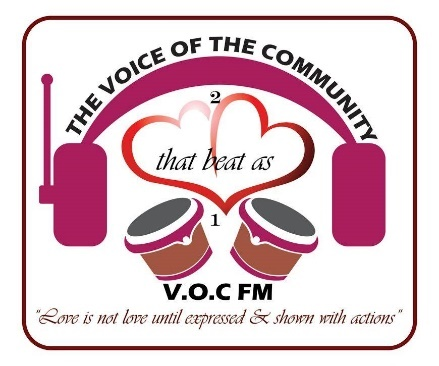 THE VOICE OF THE COMMUNITY
2
that beat as
1
V.O.C FM
"Love is not love until expressed & shown with actions"